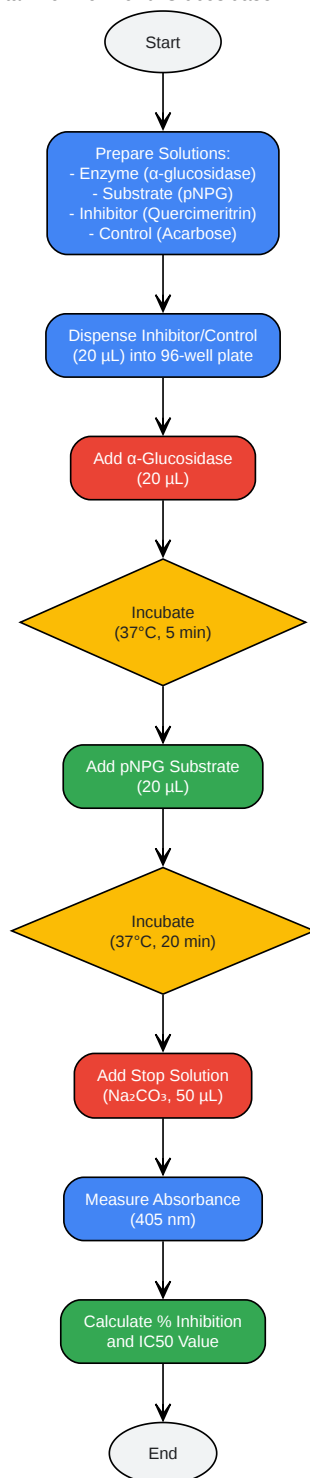 Start
Prepare Solutions:
- Enzyme (α-glucosidase)
- Substrate (pNPG)
- Inhibitor (Quercimeritrin)
- Control (Acarbose)
Dispense Inhibitor/Control
(20 µL) into 96-well plate
Add α-Glucosidase
(20 µL)
Incubate
(37°C, 5 min)
Add pNPG Substrate
(20 µL)
Incubate
(37°C, 20 min)
Add Stop Solution
(Na₂CO₃, 50 µL)
Measure Absorbance
(405 nm)
Calculate % Inhibition
and IC50 Value
End